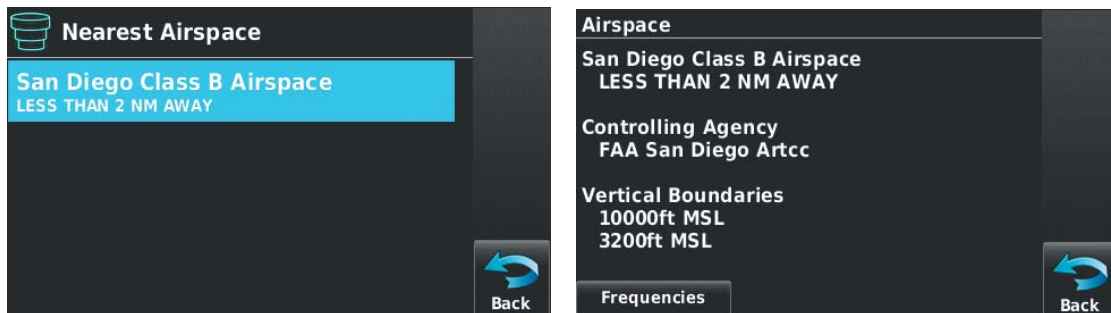 Nearest Airspace
San Diego Class B Airspace
LESS THAN 2 NM AWAY
Back
Airspace
San Diego Class B Airspace
LESS THAN 2 NM AWAY
Controlling Agency
FAA San Diego Artcc
Vertical Boundaries
10000ft MSL
3200ft MSL
Frequencies
Back